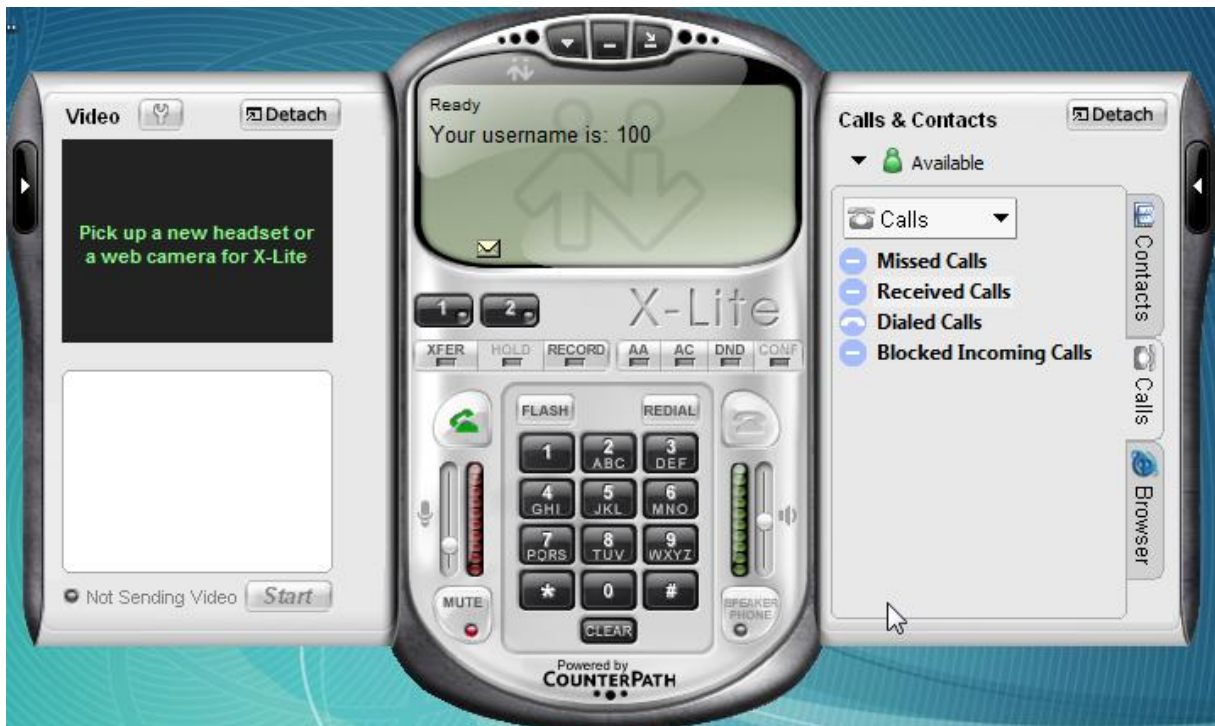 Video
Detach
Pick up a new headset or
a web camera for X-Lite
Not Sending Video
Start
Ready
Your username is: 100
1
2
X-Lite
XFER HOLD RECORD AA AC DND CONF
FLASH
REDIAL
1
2
ABC
3
DEF
4
GHI
5
JKL
6
MNO
7
PQRS
8
TUV
9
WXYZ
*
0
#
MUTE
SPEAKER
PHONE
CLEAR
Powered by
COUNTERPATH
Calls & Contacts
Detach
Available
Calls
Missed Calls
Received Calls
Dialed Calls
Blocked Incoming Calls
Contacts
Calls
Browser